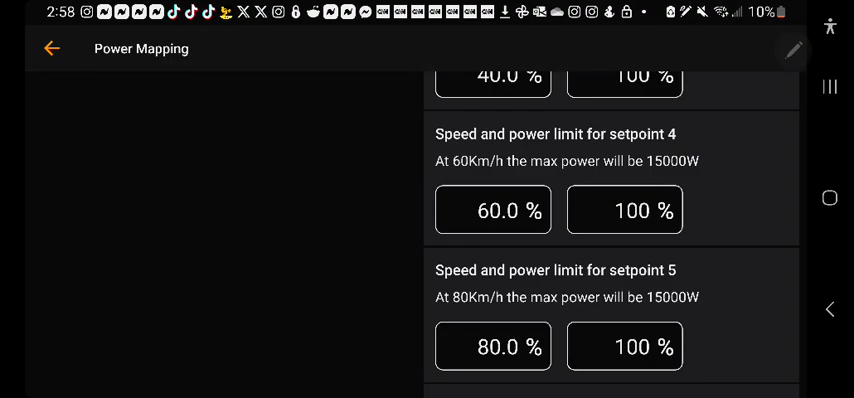 2:58 10%
Power Mapping
40.0 % 100 %
Speed and power limit for setpoint 4
At 60Km/h the max power will be 15000W
60.0 % 100 %
Speed and power limit for setpoint 5
At 80Km/h the max power will be 15000W
80.0 % 100 %